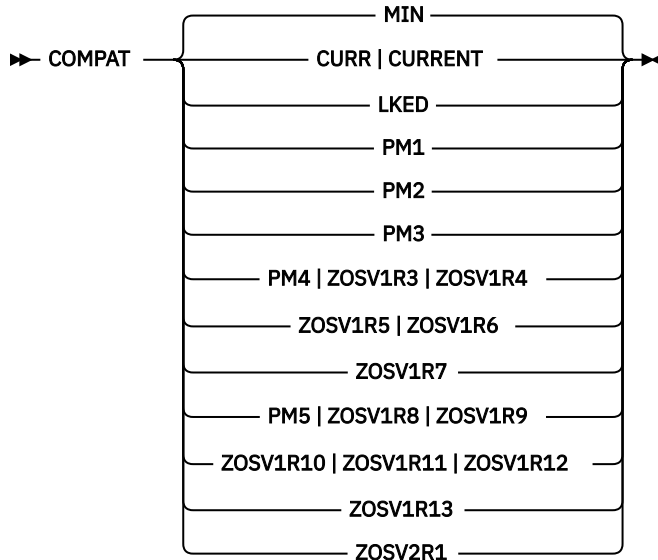 MIN
COMPAT CURR | CURRENT
LKED
PM1
PM2
PM3
PM4 | ZOSV1R3 | ZOSV1R4
ZOSV1R5 | ZOSV1R6
ZOSV1R7
PM5 | ZOSV1R8 | ZOSV1R9
ZOSV1R10 | ZOSV1R11 | ZOSV1R12
ZOSV1R13
ZOSV2R1